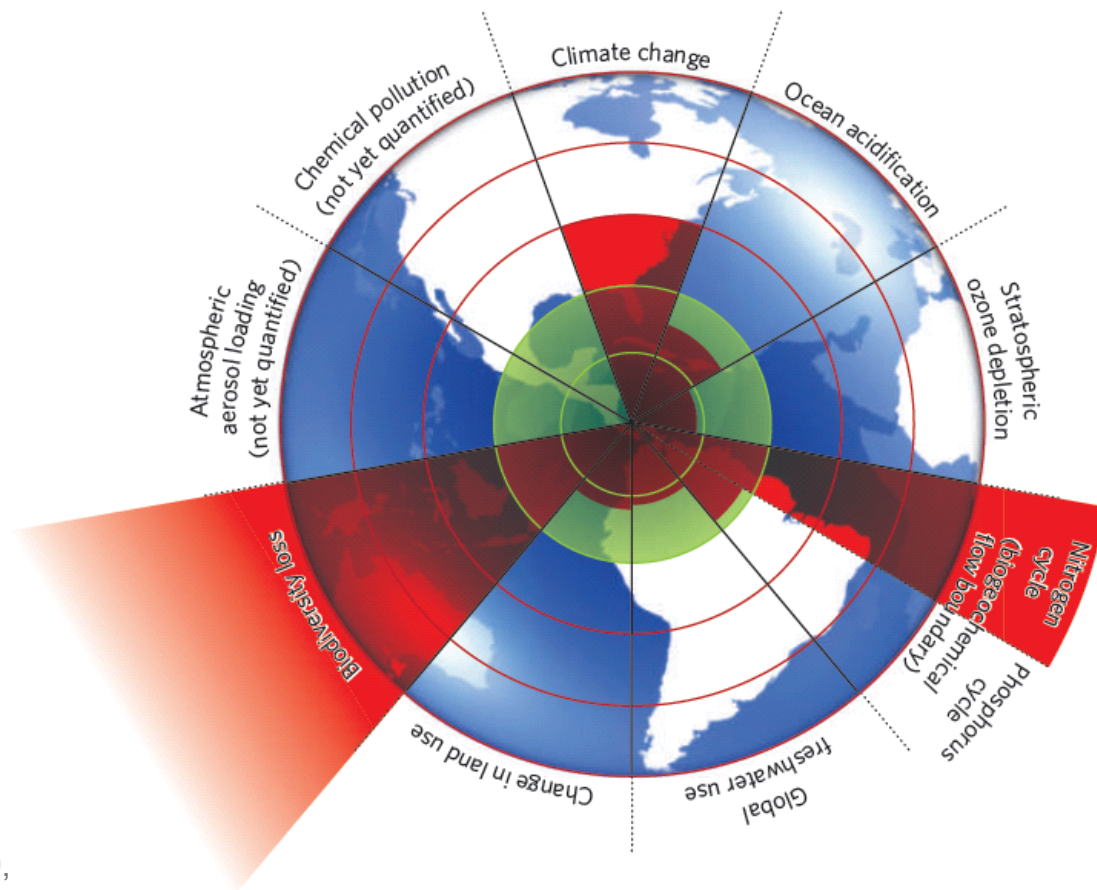 Climate change
Ocean acidification
Stratospheric
ozone depletion
Nitrogen
cycle
(biogeochemical
flow boundary)
Phosphorus
cycle
Global
freshwater use
Change in land use
Biodiversity loss
Atmospheric
aerosol loading
(not yet quantified)
Chemical pollution
(not yet quantified)
,